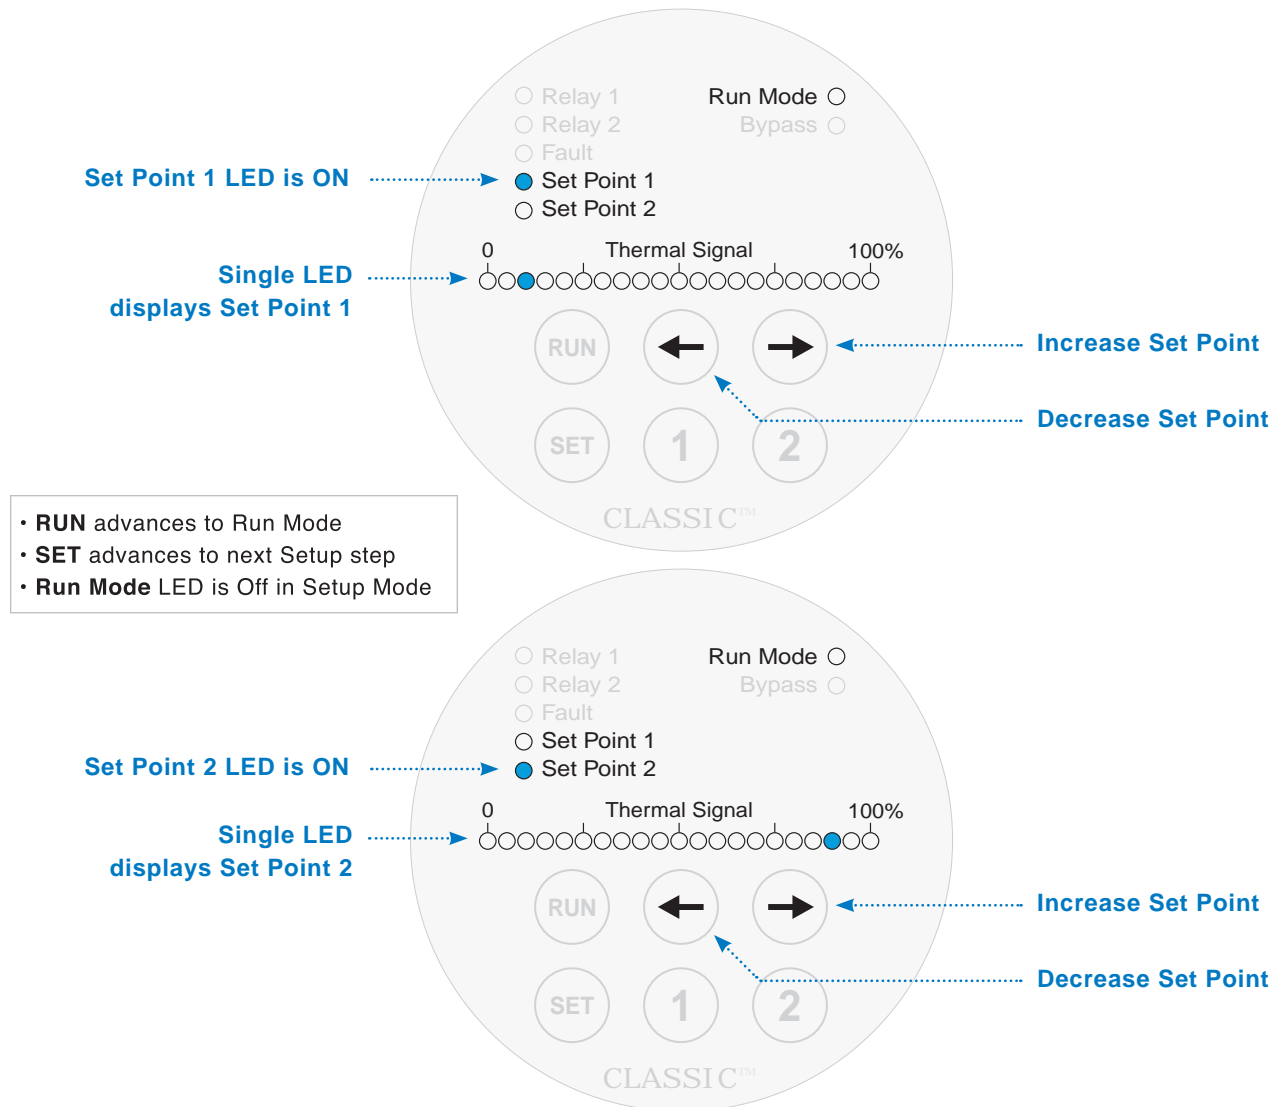 Relay 1
Run Mode
Relay 2
Bypass
Fault
Set Point 1 LED is ON
Set Point 1
Set Point 2
0
Thermal Signal
100%
Single LED
displays Set Point 1
RUN
Increase Set Point
Decrease Set Point
SET
1
2
CLASSIC™
• RUN advances to Run Mode
• SET advances to next Setup step
• Run Mode LED is Off in Setup Mode
Relay 1
Run Mode
Relay 2
Bypass
Fault
Set Point 1
Set Point 2 LED is ON
Set Point 2
0
Thermal Signal
100%
Single LED
displays Set Point 2
RUN
Increase Set Point
Decrease Set Point
SET
1
2
CLASSIC™